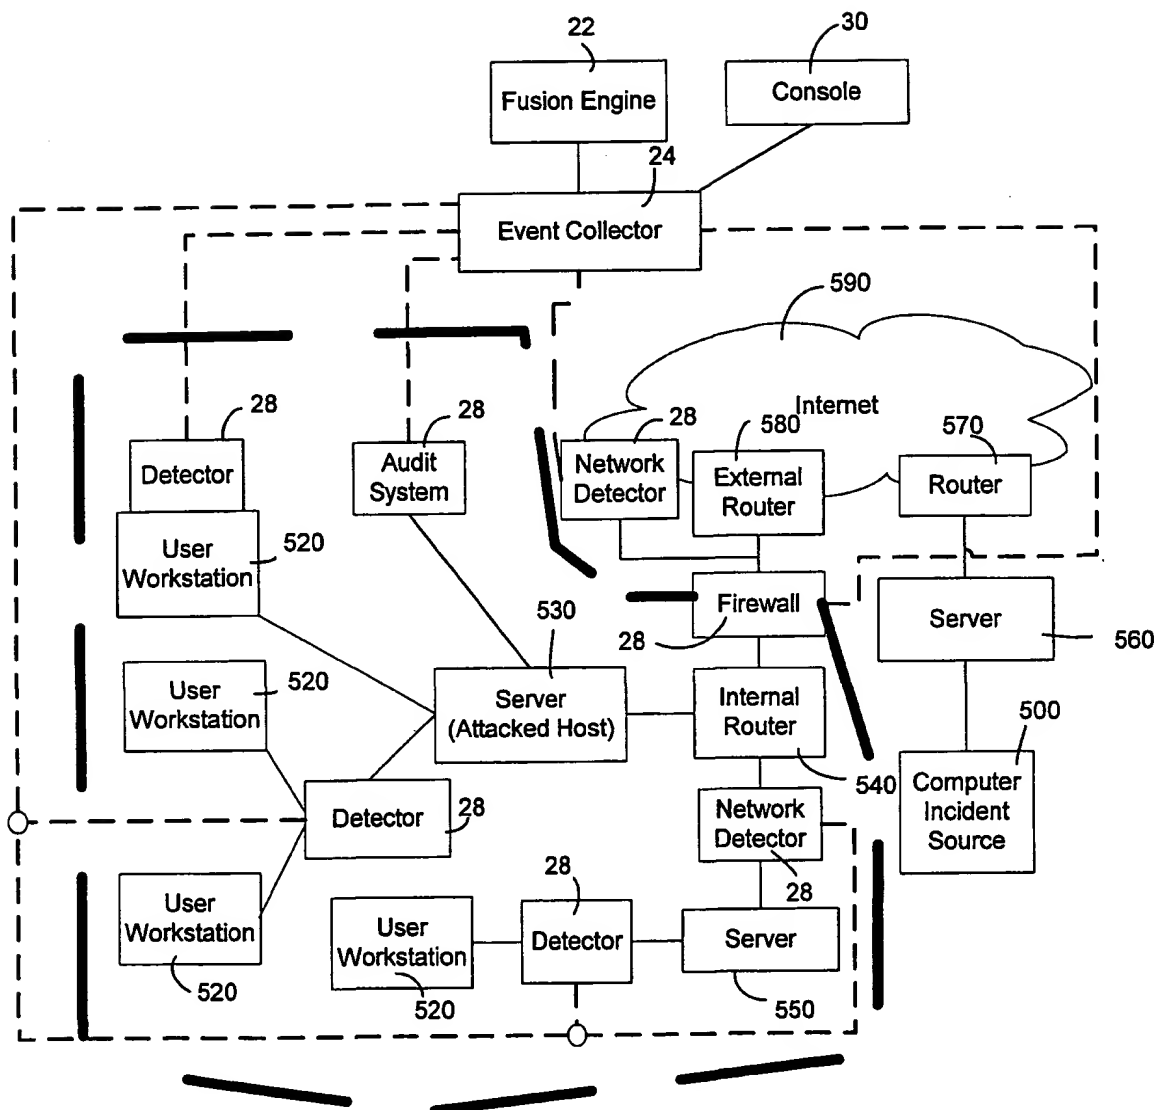 22
30
Fusion Engine
Console
24
Event Collector
590
Internet
28
28
28
580
570
Detector
Audit
System
Network
Detector
External
Router
Router
User
Workstation
520
530
Firewall
28
Server
560
User
Workstation
520
Server
(Attacked Host)
Internal
Router
500
540
Computer
Incident
Source
Detector
28
Network
Detector
28
28
User
Workstation
520
User
Workstation
520
Detector
Server
550